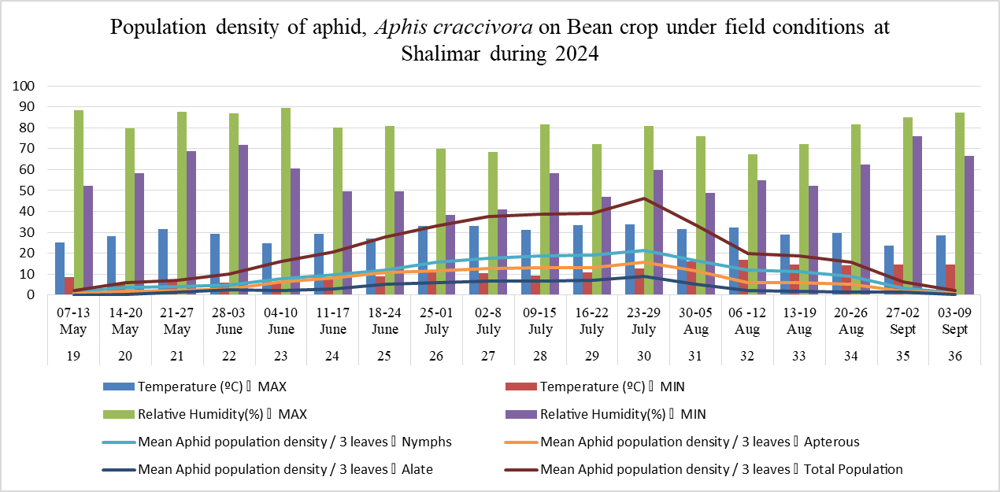 Population density of aphid, Aphis craccivora on Bean crop under field conditions at
Shalimar during 2024
100
90
80
70
60
50
40
30
20
10
0
07-13 14-20 21-27 28-03 04-10 11-17 18-24 25-01 02-8 09-15 16-22 23-29 30-05 06 -12 13-19 20-26 27-02 03-09
May May May June June June June July July July July July Aug Aug Aug Aug Sept Sept
19 20 21 22 23 24 25 26 27 28 29 30 31 32 33 34 35 36
Temperature (ºC) MAX Temperature (ºC) MIN
Relative Humidity(%) MAX Relative Humidity(%) MIN
Mean Aphid population density / 3 leaves Nymphs Mean Aphid population density / 3 leaves Apterous
Mean Aphid population density / 3 leaves Alate Mean Aphid population density / 3 leaves Total Population